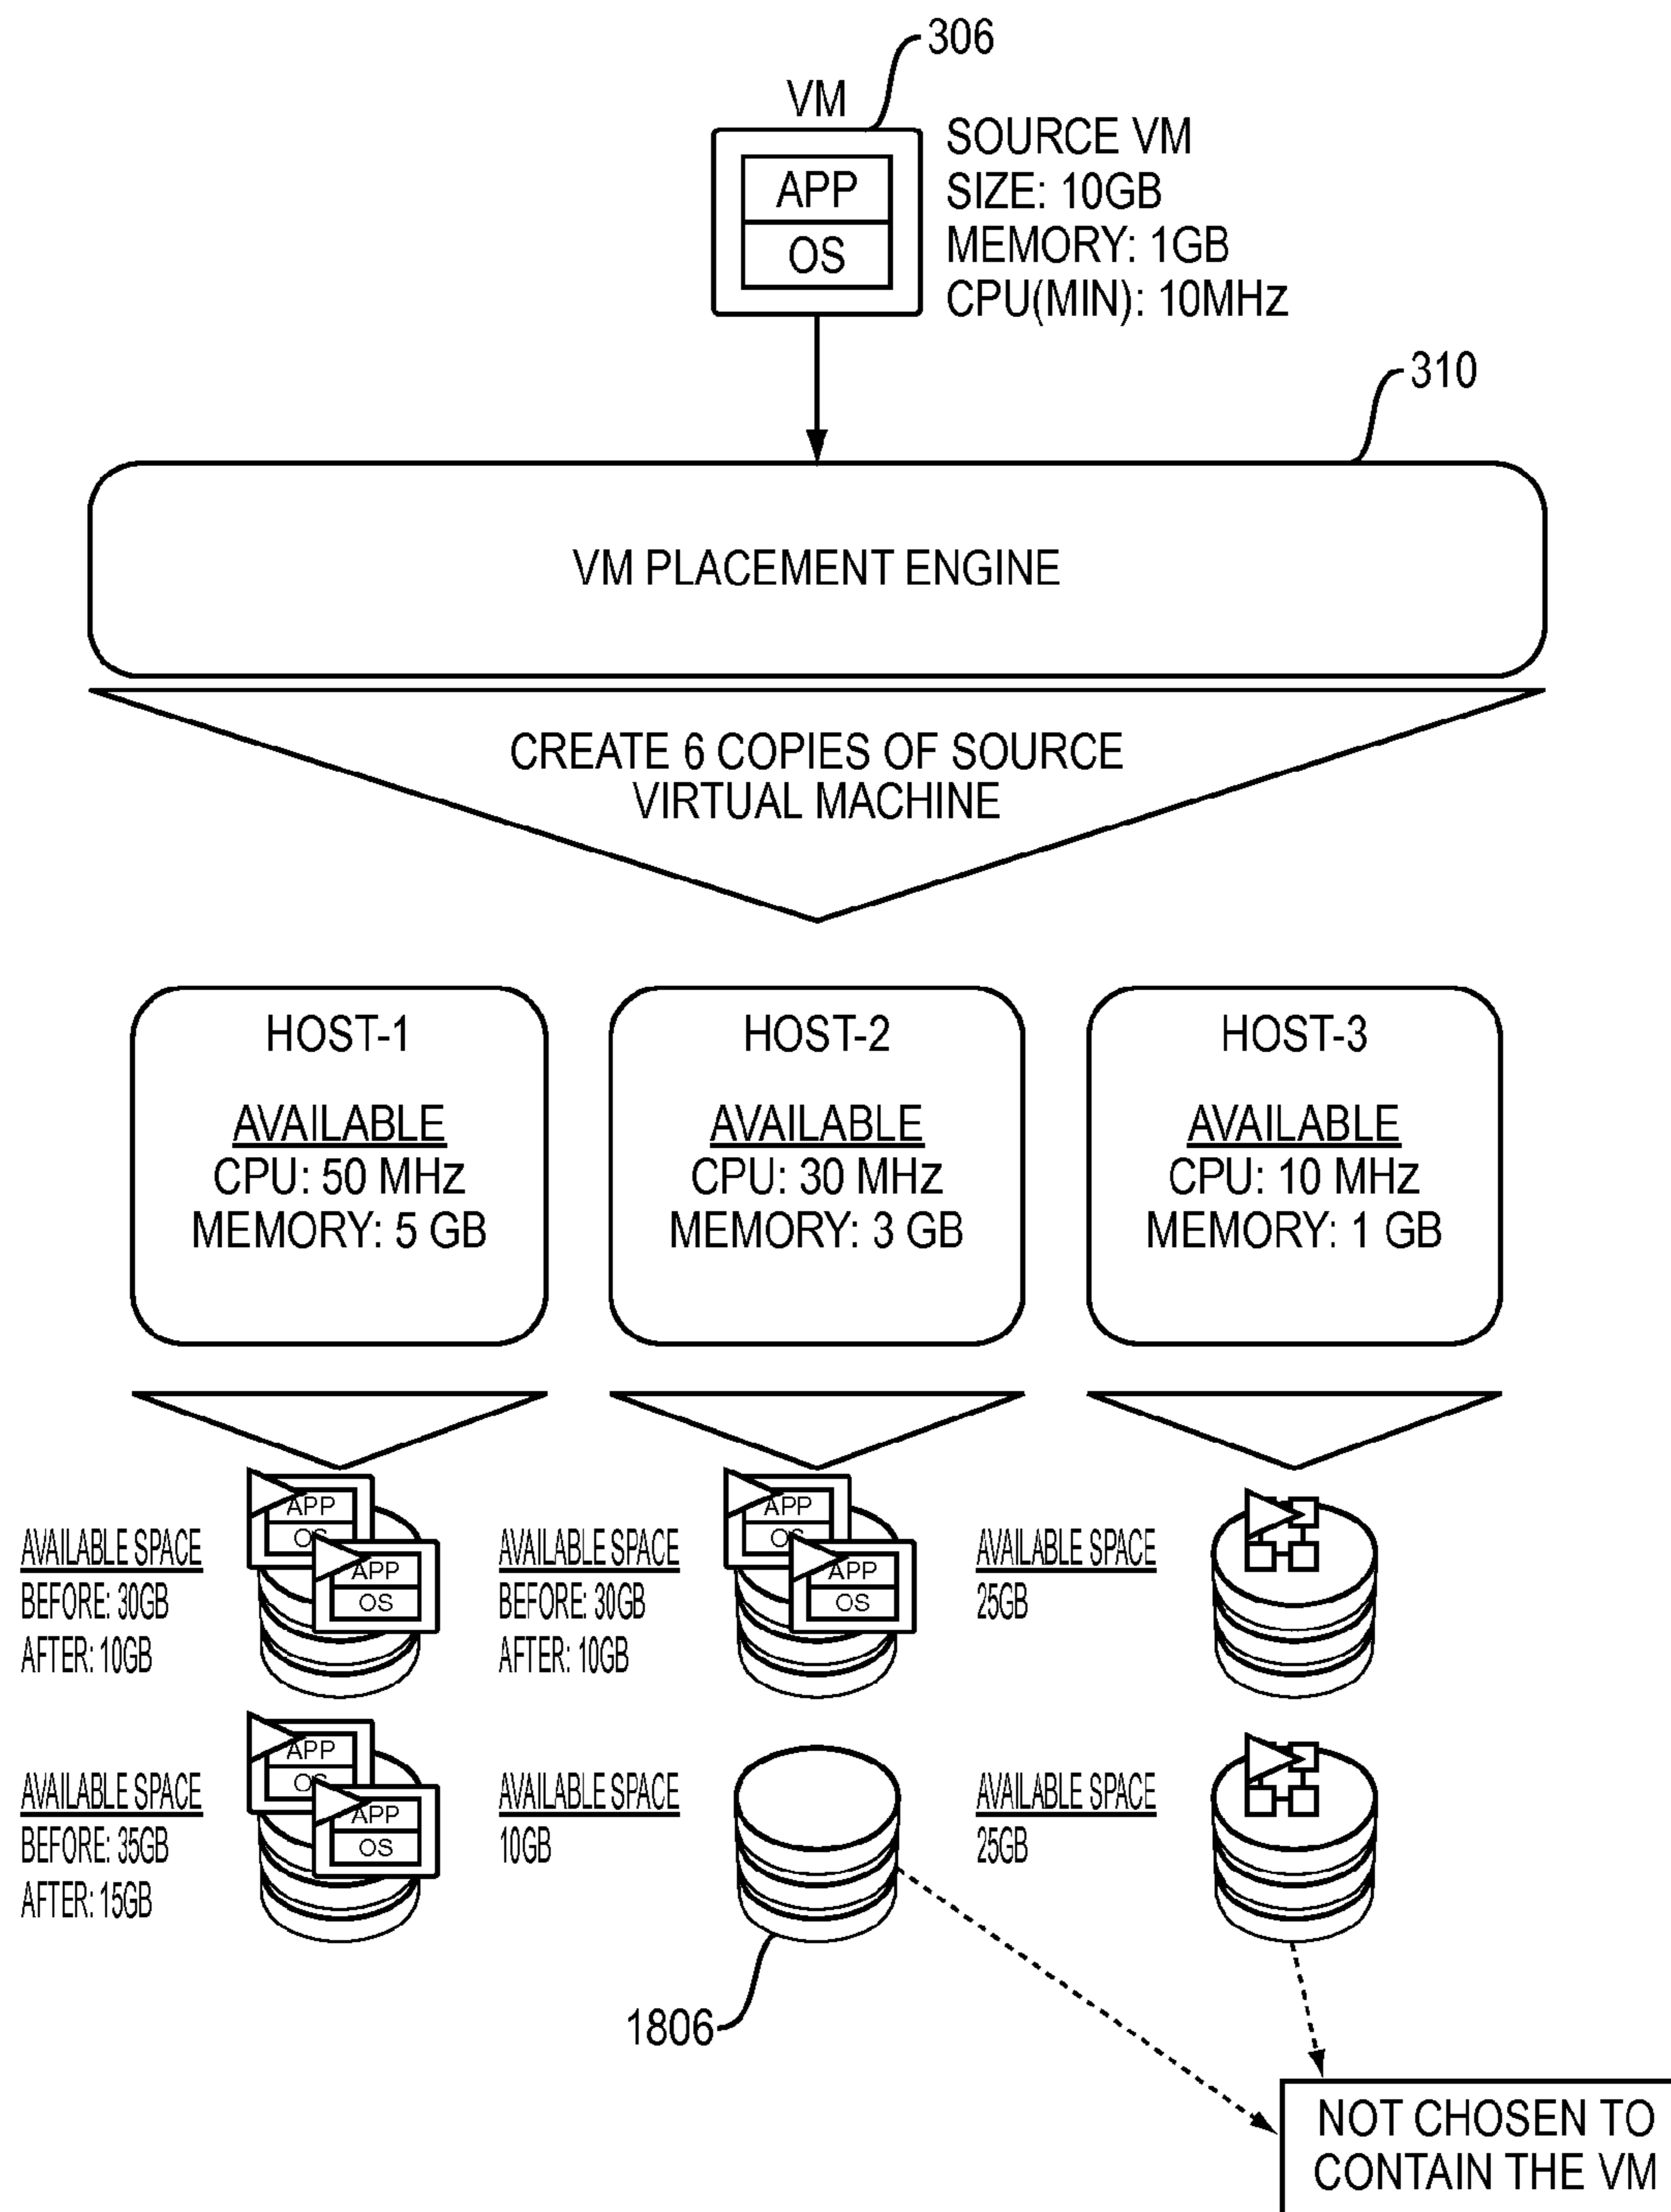 306
VM
APP
OS
SOURCE VM
SIZE: 10GB
MEMORY: 1GB
CPU(MIN): 10MHz
310
VM PLACEMENT ENGINE
CREATE 6 COPIES OF SOURCE
VIRTUAL MACHINE
HOST-1
AVAILABLE
CPU: 50 MHz
MEMORY: 5 GB
HOST-2
AVAILABLE
CPU: 30 MHz
MEMORY: 3 GB
HOST-3
AVAILABLE
CPU: 10 MHz
MEMORY: 1 GB
AVAILABLE SPACE
BEFORE: 30GB
AFTER: 10GB
APP
OS
APP
OS
AVAILABLE SPACE
BEFORE: 30GB
AFTER: 10GB
APP
OS
APP
OS
AVAILABLE SPACE
25GB
AVAILABLE SPACE
BEFORE: 35GB
AFTER: 15GB
APP
OS
APP
OS
AVAILABLE SPACE
10GB
AVAILABLE SPACE
25GB
1806
NOT CHOSEN TO
CONTAIN THE VM